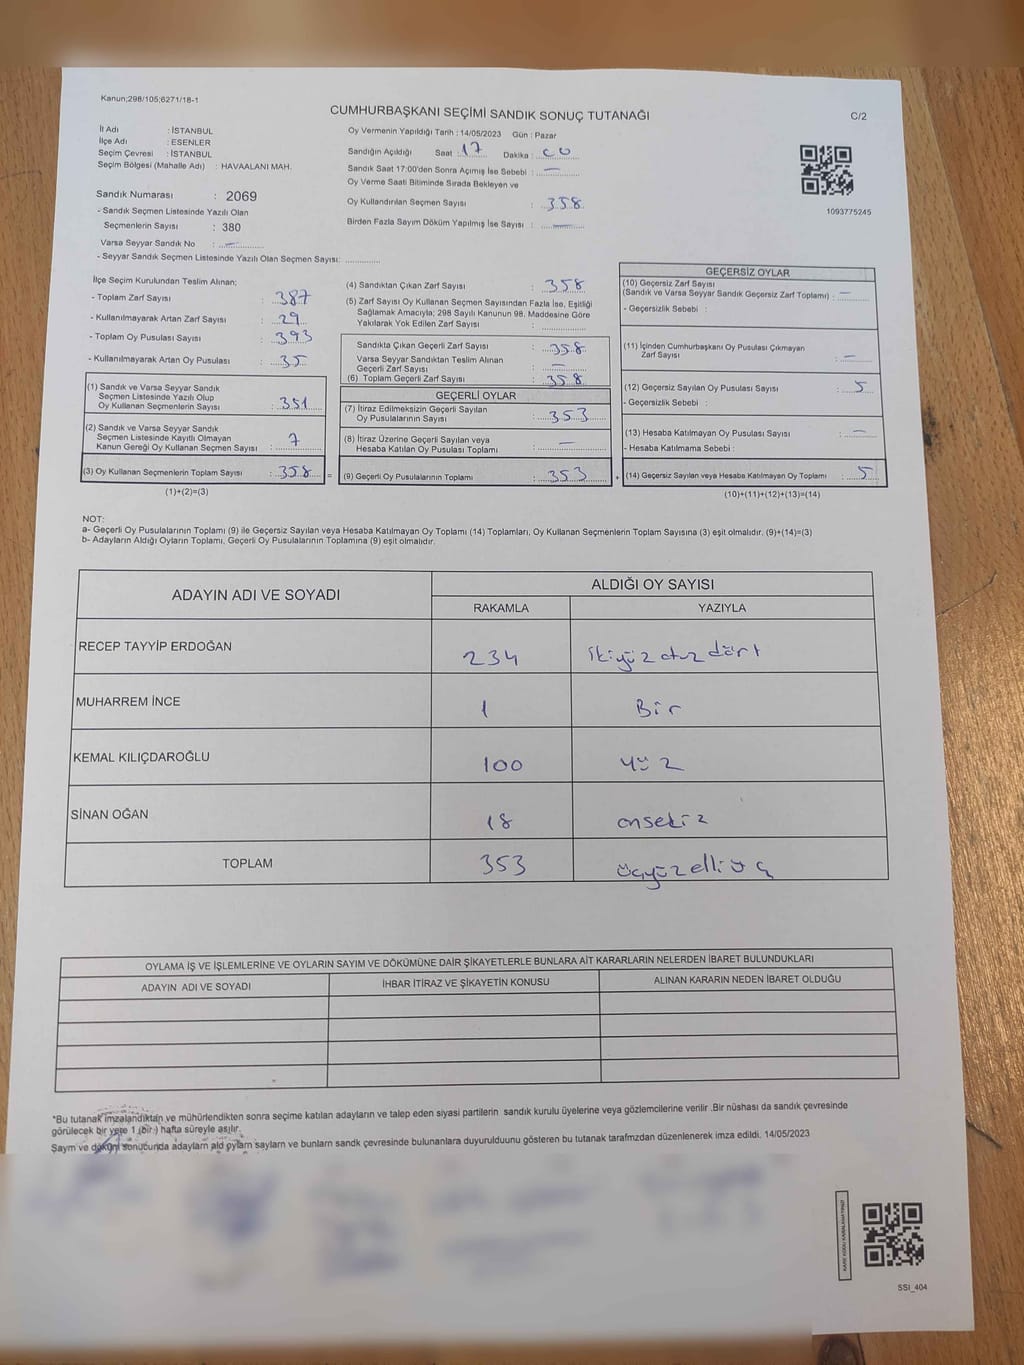 Kanun;298/105;6271/18-1
CUMHURBAŞKANI SEÇİMİ SANDIK SONUÇ TUTANAĞI
C/2
İl Adı : İSTANBUL
İlçe Adı : ESENLER
Seçim Çevresi : İSTANBUL
Seçim Bölgesi (Mahalle Adı) : HAVAALANI MAH.
Sandık Numarası : 2069
- Sandık Seçmen Listesinde Yazılı Olan
Seçmenlerin Sayısı : 380
Varsa Seyyar Sandık No : —
- Seyyar Sandık Seçmen Listesinde Yazılı Olan Seçmen Sayısı: ..............
Oy Vermenin Yapıldığı Tarih : 14/05/2023 Gün : Pazar
Sandığın Açıldığı Saat : 17 Dakika : 00
Sandık Saat 17:00'den Sonra Açımış İse Sebebi : —
Oy Verme Saati Bitiminde Sırada Bekleyen ve
Oy Kullandırılan Seçmen Sayısı : 358
Birden Fazla Sayım Döküm Yapılmış İse Sayısı : —
1093775245
İlçe Seçim Kurulundan Teslim Alınan;
- Toplam Zarf Sayısı : 387
- Kullanılmayarak Artan Zarf Sayısı : 29
- Toplam Oy Pusulası Sayısı : 393
- Kullanılmayarak Artan Oy Pusulası : 35
(1) Sandık ve Varsa Seyyar Sandık
Seçmen Listesinde Yazılı Olup
Oy Kullanan Seçmenlerin Sayısı : 351
(2) Sandık ve Varsa Seyyar Sandık
Seçmen Listesinde Kayıtlı Olmayan
Kanun Gereği Oy Kullanan Seçmen Sayısı : 7
(3) Oy Kullanan Seçmenlerin Toplam Sayısı : 358 =
(1)+(2)=(3)
(4) Sandıktan Çıkan Zarf Sayısı : 358
(5) Zarf Sayısı Oy Kullanan Seçmen Sayısından Fazla İse, Eşitliği
Sağlamak Amacıyla; 298 Sayılı Kanunun 98. Maddesine Göre
Yakılarak Yok Edilen Zarf Sayısı :
Sandıkta Çıkan Geçerli Zarf Sayısı : 358
Varsa Seyyar Sandıktan Teslim Alınan
Geçerli Zarf Sayısı : —
(6) Toplam Geçerli Zarf Sayısı : 358
GEÇERLİ OYLAR
(7) İtiraz Edilmeksizin Geçerli Sayılan
Oy Pusulalarının Sayısı : 353
(8) İtiraz Üzerine Geçerli Sayılan veya
Hesaba Katılan Oy Pusulası Toplamı : —
(9) Geçerli Oy Pusulalarının Toplamı : 353 +
GEÇERSİZ OYLAR
(10) Geçersiz Zarf Sayısı
(Sandık ve Varsa Seyyar Sandık Geçersiz Zarf Toplamı) : —
- Geçersizlik Sebebi :
(11) İçinden Cumhurbaşkanı Oy Pusulası Çıkmayan
Zarf Sayısı : —
(12) Geçersiz Sayılan Oy Pusulası Sayısı : 5
- Geçersizlik Sebebi :
(13) Hesaba Katılmayan Oy Pusulası Sayısı : —
- Hesaba Katılmama Sebebi :
(14) Geçersiz Sayılan veya Hesaba Katılmayan Oy Toplamı : 5
(10)+(11)+(12)+(13)=(14)
NOT:
a- Geçerli Oy Pusulalarının Toplamı (9) ile Geçersiz Sayılan veya Hesaba Katılmayan Oy Toplamı (14) Toplamları, Oy Kullanan Seçmenlerin Toplam Sayısına (3) eşit olmalıdır. (9)+(14)=(3)
b- Adayların Aldığı Oyların Toplamı, Geçerli Oy Pusulalarının Toplamına (9) eşit olmalıdır.
ADAYIN ADI VE SOYADI
ALDIĞI OY SAYISI
RAKAMLA YAZIYLA
RECEP TAYYİP ERDOĞAN 234 ikiyüz otuz dört
MUHARREM İNCE 1 Bir
KEMAL KILIÇDAROĞLU 100 yüz
SİNAN OĞAN 18 onsekiz
TOPLAM 353 üçyüz elli üç
OYLAMA İŞ VE İŞLEMLERİNE VE OYLARIN SAYIM VE DÖKÜMÜNE DAİR ŞİKAYETLERLE BUNLARA AİT KARARLARIN NELERDEN İBARET BULUNDUKLARI
ADAYIN ADI VE SOYADI İHBAR İTİRAZ VE ŞİKAYETİN KONUSU ALINAN KARARIN NEDEN İBARET OLDUĞU
*Bu tutanak imzalandıktan ve mühürlendikten sonra seçime katılan adayların ve talep eden siyasi partilerin sandık kurulu üyelerine veya gözlemcilerine verilir .Bir nüshası da sandık çevresinde
görülecek bir yere 1 (bir ) hafta süreyle asılır.
Sayım ve döküm sonucunda adaylarn ald oylarn saylarn ve bunlarn sandk çevresinde bulunanlara duyurulduunu gösteren bu tutanak tarafmzdan düzenlenerek imza edildi. 14/05/2023
SSI_404